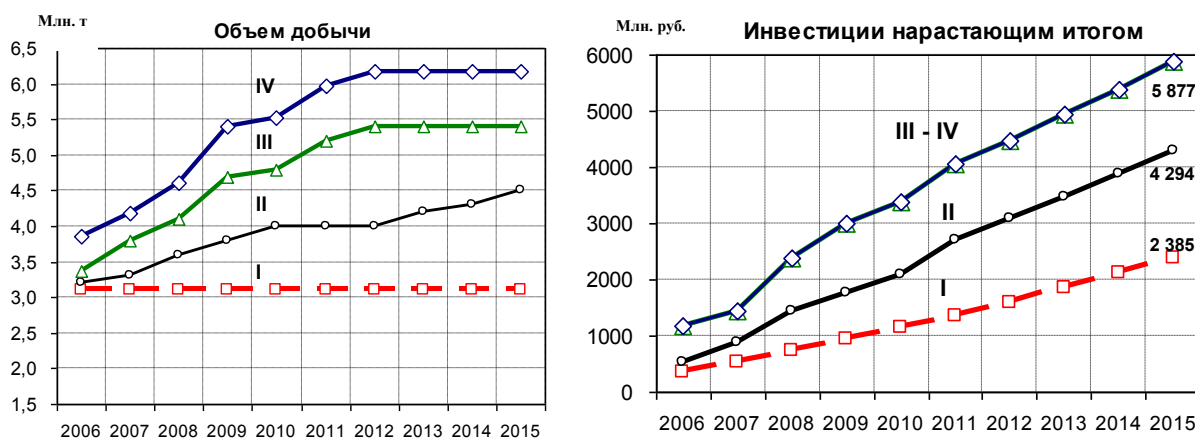 Млн. т
Объем добычи
6,5
6,0
5,5
5,0
4,5
4,0
3,5
3,0
2,5
2,0
1,5
IV
III
II
I
2006 2007 2008 2009 2010 2011 2012 2013 2014 2015
Млн. руб.
Инвестиции нарастающим итогом
6000
5000
4000
3000
2000
1000
0
5 877
III - IV
4 294
II
2 385
I
2006 2007 2008 2009 2010 2011 2012 2013 2014 2015